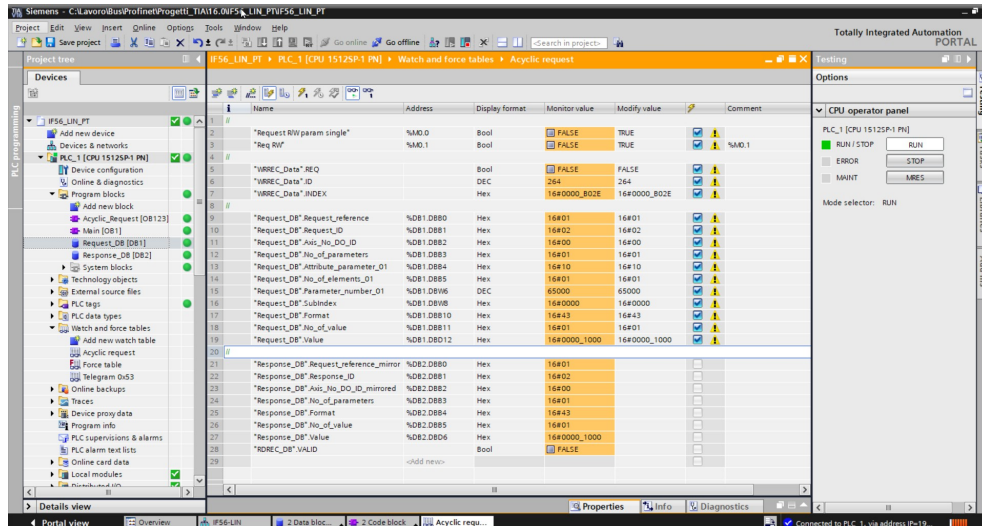 Siemens - C:\Lavoro\Bus\Profinet\Progetti_TIA\16.0\IF56_LIN_PT\IF56_LIN_PT
Project Edit View Insert Online Options Tools Window Help
Totally Integrated Automation
PORTAL
Save project Go online Go offline <Search in project>
Project tree
IF56_LIN_PT PLC_1 [CPU 1512SP-1 PN] Watch and force tables Acyclic request
Testing
Devices
Options
PLC programming
i Name Address Display format Monitor value Modify value Comment
CPU operator panel
PLC_1 [CPU 1512SP-1 PN]
RUN / STOP RUN
ERROR STOP
MAINT MRES
Mode selector: RUN
IF56_LIN_PT
Add new device
Devices & networks
PLC_1 [CPU 1512SP-1 PN]
Device configuration
Online & diagnostics
Program blocks
Add new block
Acyclic_Request [OB123]
Main [OB1]
Request_DB [DB1]
Response_DB [DB2]
System blocks
Technology objects
External source files
PLC tags
PLC data types
Watch and force tables
Add new watch table
Acyclic request
Force table
Telegram 0x53
Online backups
Traces
Device proxy data
Program info
PLC supervisions & alarms
PLC alarm text lists
Online card data
Local modules
Distributed I/O
1 //
2 "Request R/W param single" %M0.0 Bool FALSE TRUE
3 "Req RW" %M0.1 Bool FALSE TRUE %M0.1
4 //
5 "WRREC_Data".REQ Bool FALSE FALSE
6 "WRREC_Data".ID DEC 264 264
7 "WRREC_Data".INDEX Hex 16#0000_B02E 16#0000_B02E
8 //
9 "Request_DB".Request_reference %DB1.DBB0 Hex 16#01 16#01
10 "Request_DB".Request_ID %DB1.DBB1 Hex 16#02 16#02
11 "Request_DB".Axis_No_DO_ID %DB1.DBB2 Hex 16#00 16#00
12 "Request_DB".No_of_parameters %DB1.DBB3 Hex 16#01 16#01
13 "Request_DB".Attribute_parameter_01 %DB1.DBB4 Hex 16#10 16#10
14 "Request_DB".No_of_elements_01 %DB1.DBB5 Hex 16#01 16#01
15 "Request_DB".Parameter_number_01 %DB1.DBW6 DEC 65000 65000
16 "Request_DB".SubIndex %DB1.DBW8 Hex 16#0000 16#0000
17 "Request_DB".Format %DB1.DBB10 Hex 16#43 16#43
18 "Request_DB".No_of_value %DB1.DBB11 Hex 16#01 16#01
19 "Request_DB".Value %DB1.DBD12 Hex 16#0000_1000 16#0000_1000
20 //
21 "Response_DB".Request_reference_mirror %DB2.DBB0 Hex 16#01
22 "Response_DB".Response_ID %DB2.DBB1 Hex 16#02
23 "Response_DB".Axis_No_DO_ID_mirrored %DB2.DBB2 Hex 16#00
24 "Response_DB".No_of_parameters %DB2.DBB3 Hex 16#01
25 "Response_DB".Format %DB2.DBB4 Hex 16#43
26 "Response_DB".No_of_value %DB2.DBB5 Hex 16#01
27 "Response_DB".Value %DB2.DBD6 Hex 16#0000_1000
28 "RDREC_DB".VALID Bool FALSE
29 <Add new>
Properties Info Diagnostics
Details view
Portal view Overview IF56-LIN 2 Data bloc... 2 Code block Acyclic requ... Connected to PLC_1, via address IP=19...